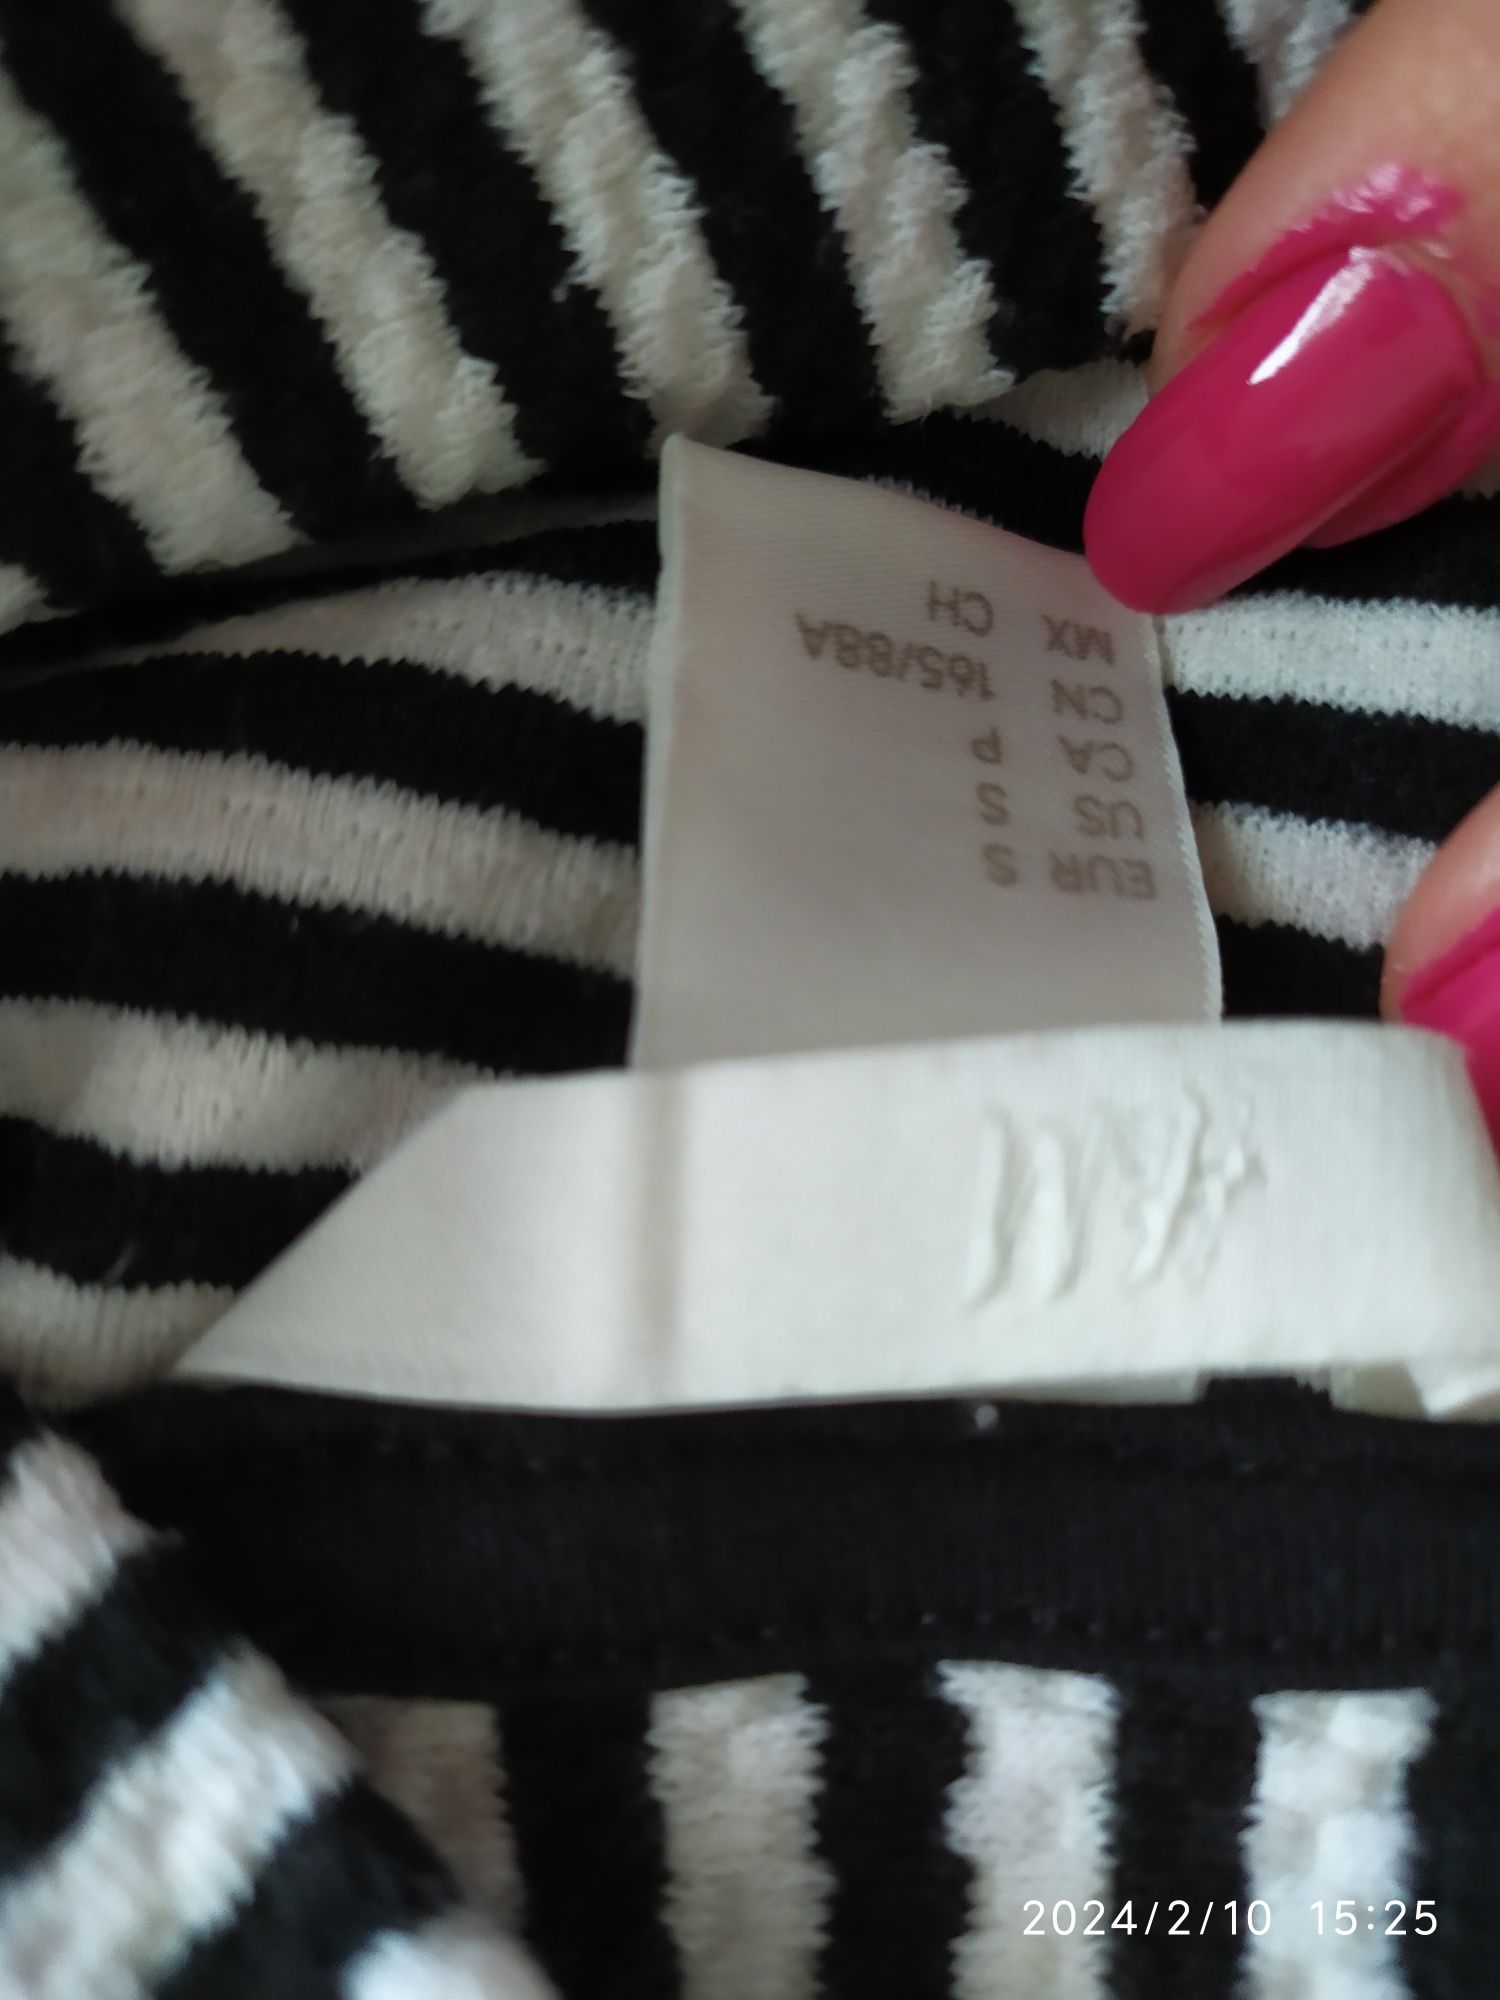 EUR S
US S
CA P
CN 165/88A
MX CH
H&M
2024/2/10 15:25